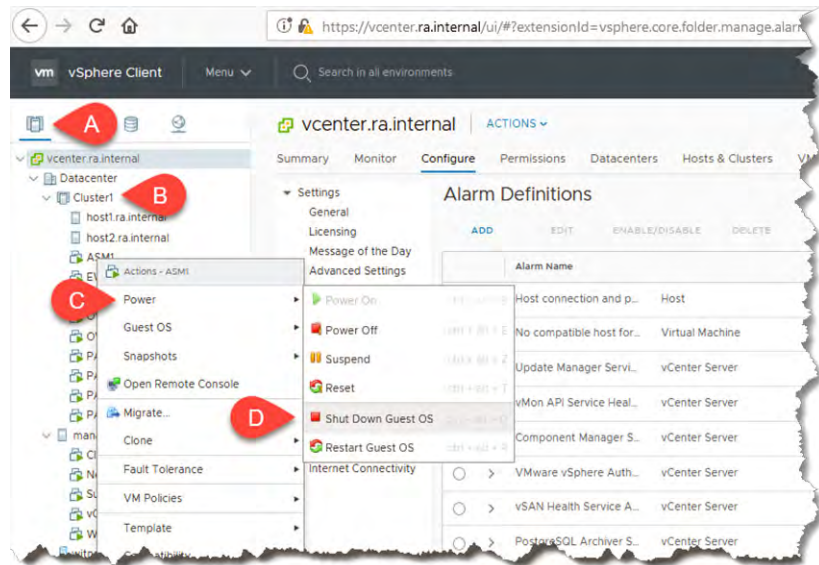 https://vcenter.ra.internal/ui/#?extensionId=vsphere.core.folder.manage.alarm
vm vSphere Client Menu Search in all environments
A
vcenter.ra.internal ACTIONS
vcenter.ra.internal
Summary Monitor Configure Permissions Datacenters Hosts & Clusters VM
Datacenter
Cluster1
B
host1.ra.internal
host2.ra.internal
ASM1
Settings
General
Licensing
Message of the Day
Advanced Settings
Alarm Definitions
ADD EDIT ENABLE/DISABLE DELETE
Alarm Name
Actions - ASM1
C
Power
Guest OS
Snapshots
Open Remote Console
Migrate...
Clone
Fault Tolerance
VM Policies
Template
Power On
Power Off
Suspend
Reset
D
Shut Down Guest OS
Restart Guest OS
Internet Connectivity
Host connection and p... Host
No compatible host for... Virtual Machine
Update Manager Servi... vCenter Server
vMon API Service Heal... vCenter Server
Component Manager S... vCenter Server
VMware vSphere Auth... vCenter Server
vSAN Health Service A... vCenter Server
PostgreSQL Archiver S... vCenter Server